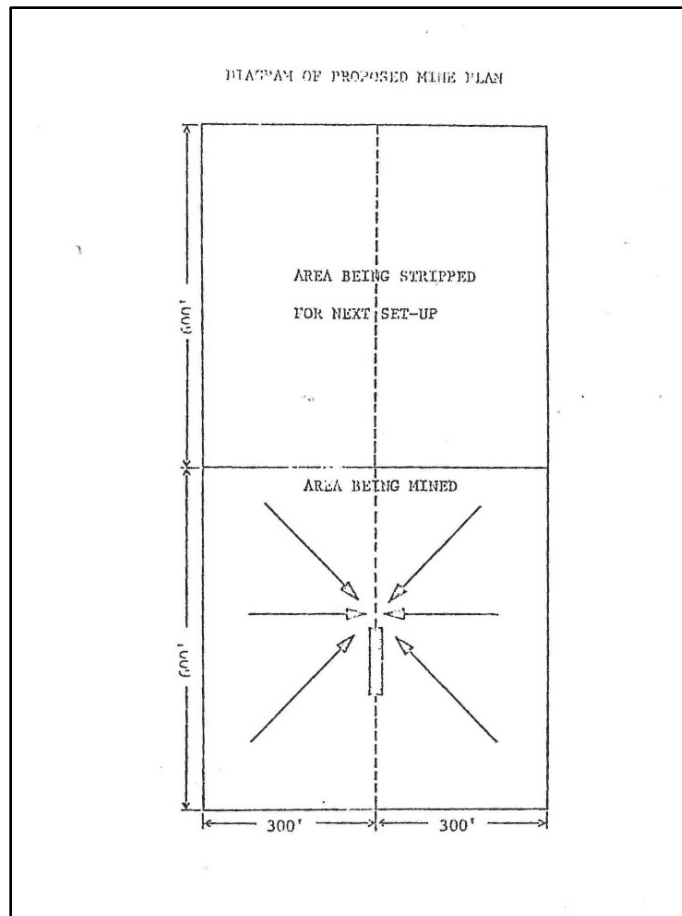 DIAGRAM OF PROPOSED MINE PLAN
600'
AREA BEING STRIPPED
FOR NEXT SET-UP
600'
AREA BEING MINED
300'
300'